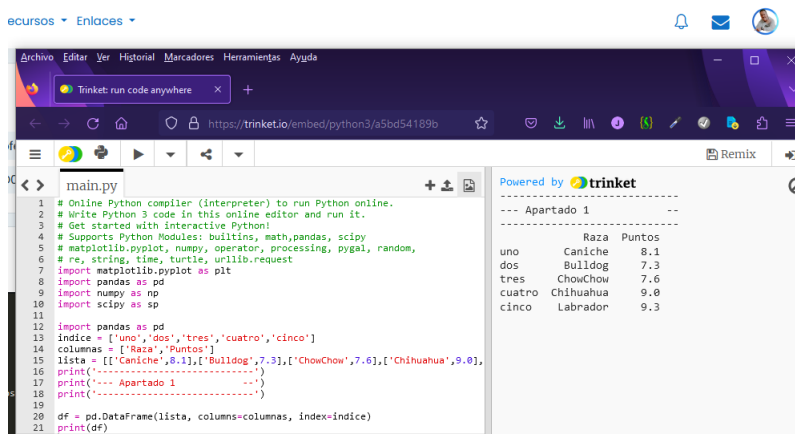 ecursos Enlaces
Archivo Editar Ver Historial Marcadores Herramientas Ayuda
Trinket: run code anywhere
https://trinket.io/embed/python3/a5bd54189b
Remix
main.py
1 # Online Python compiler (interpreter) to run Python online.
2 # Write Python 3 code in this online editor and run it.
3 # Get started with interactive Python!
4 # Supports Python Modules: builtins, math,pandas, scipy
5 # matplotlib.pyplot, numpy, operator, processing, pygal, random,
6 # re, string, time, turtle, urllib.request
7 import matplotlib.pyplot as plt
8 import pandas as pd
9 import numpy as np
10 import scipy as sp
11
12 import pandas as pd
13 indice = ['uno','dos','tres','cuatro','cinco']
14 columnas = ['Raza','Puntos']
15 lista = [['Caniche',8.1],['Bulldog',7.3],['ChowChow',7.6],['Chihuahua',9.0],
16 print('----------------------------')
17 print('--- Apartado 1           --')
18 print('----------------------------')
19
20 df = pd.DataFrame(lista, columns=columnas, index=indice)
21 print(df)
Powered by trinket
----------------------------
--- Apartado 1           --
----------------------------
Raza Puntos
uno Caniche 8.1
dos Bulldog 7.3
tres ChowChow 7.6
cuatro Chihuahua 9.0
cinco Labrador 9.3